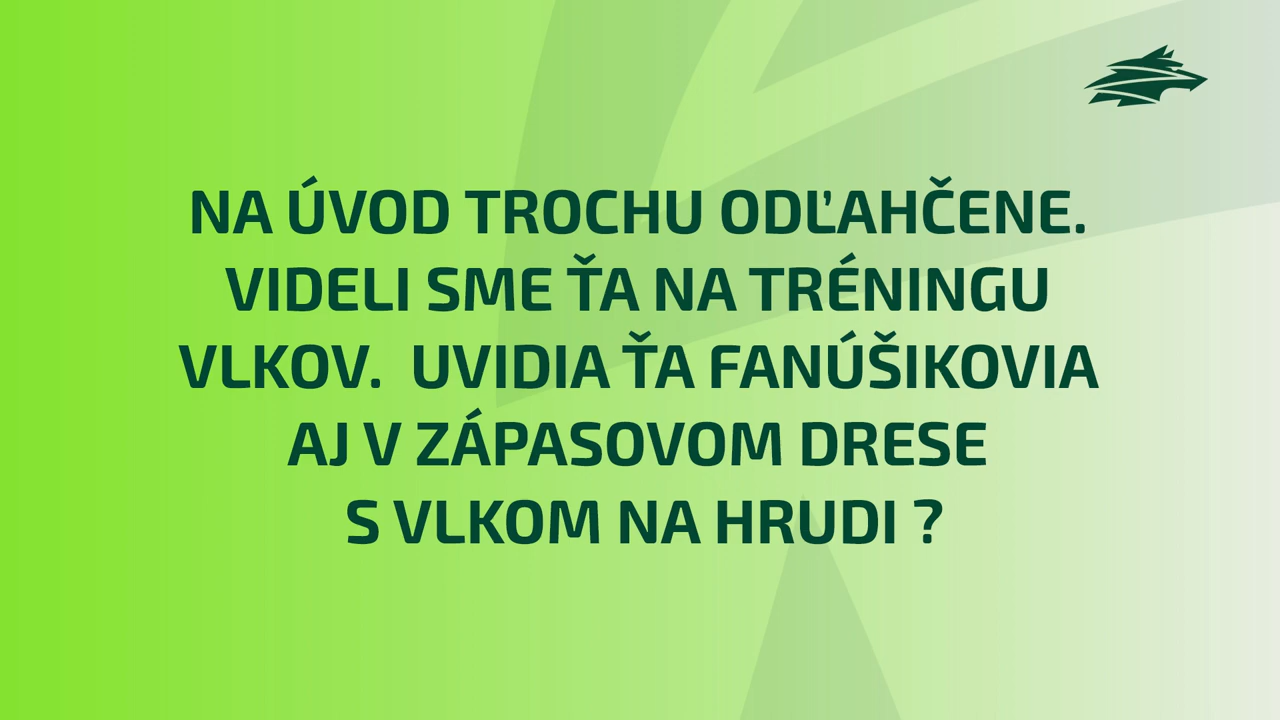 NA ÚVOD TROCHU ODĽAHČENE.
VIDELI SME ŤA NA TRÉNINGU
VLKOV.  UVIDIA ŤA FANÚŠIKOVIA
AJ V ZÁPASOVOM DRESE
S VLKOM NA HRUDI ?